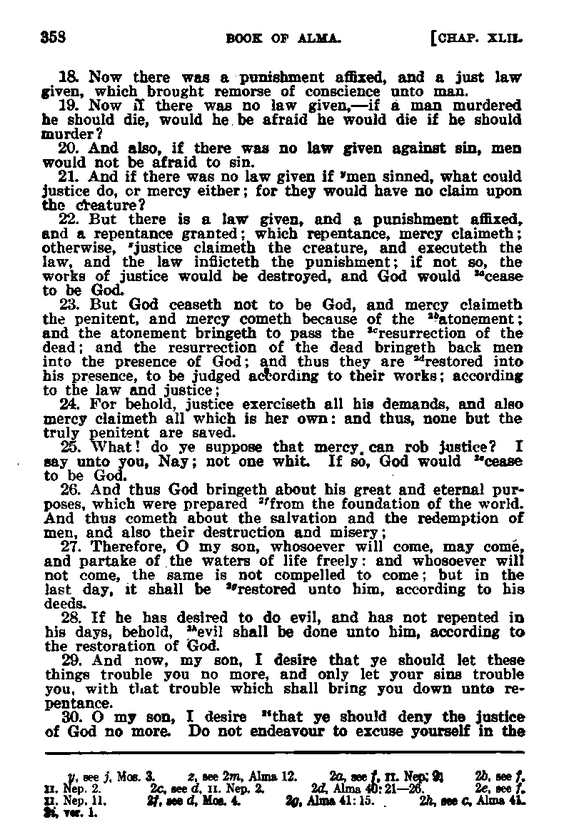 358 BOOK OF ALMA. [CHAP. XLII.
18. Now there was a punishment affixed, and a just law
given, which brought remorse of conscience unto man.
19. Now if there was no law given,—if a man murdered
he should die, would he be afraid he would die if he should
murder?
20. And also, if there was no law given against sin, men
would not be afraid to sin.
21. And if there was no law given if ʸmen sinned, what could
justice do, or mercy either; for they would have no claim upon
the creature?
22. But there is a law given, and a punishment affixed,
and a repentance granted; which repentance, mercy claimeth;
otherwise, ᶻjustice claimeth the creature, and executeth the
law, and the law inflicteth the punishment; if not so, the
works of justice would be destroyed, and God would ²ᵃcease
to be God.
23. But God ceaseth not to be God, and mercy claimeth
the penitent, and mercy cometh because of the ²ᵇatonement;
and the atonement bringeth to pass the ²ᶜresurrection of the
dead; and the resurrection of the dead bringeth back men
into the presence of God; and thus they are ²ᵈrestored into
his presence, to be judged according to their works; according
to the law and justice;
24. For behold, justice exerciseth all his demands, and also
mercy claimeth all which is her own: and thus, none but the
truly penitent are saved.
25. What! do ye suppose that mercy can rob justice? I
say unto you, Nay; not one whit. If so, God would ²ᵉcease
to be God.
26. And thus God bringeth about his great and eternal pur-
poses, which were prepared ²ᶠfrom the foundation of the world.
And thus cometh about the salvation and the redemption of
men, and also their destruction and misery;
27. Therefore, O my son, whosoever will come, may come,
and partake of the waters of life freely: and whosoever will
not come, the same is not compelled to come; but in the
last day, it shall be ²ᵍrestored unto him, according to his
deeds.
28. If he has desired to do evil, and has not repented in
his days, behold, ²ʰevil shall be done unto him, according to
the restoration of God.
29. And now, my son, I desire that ye should let these
things trouble you no more, and only let your sins trouble
you, with that trouble which shall bring you down unto re-
pentance.
30. O my son, I desire ²ⁱthat ye should deny the justice
of God no more. Do not endeavour to excuse yourself in the
y, see j, Mos. 3. z, see 2m, Alma 12. 2a, see f, II. Nep. 2b, see f,
II. Nep. 2. 2c, see d, II. Nep. 2. 2d, Alma 40: 21—26. 2e, see f,
II. Nep. 11. 2f, see d, Mos. 4. 2g, Alma 41: 15. 2h, see c, Alma 41.
2i, ver. 1.